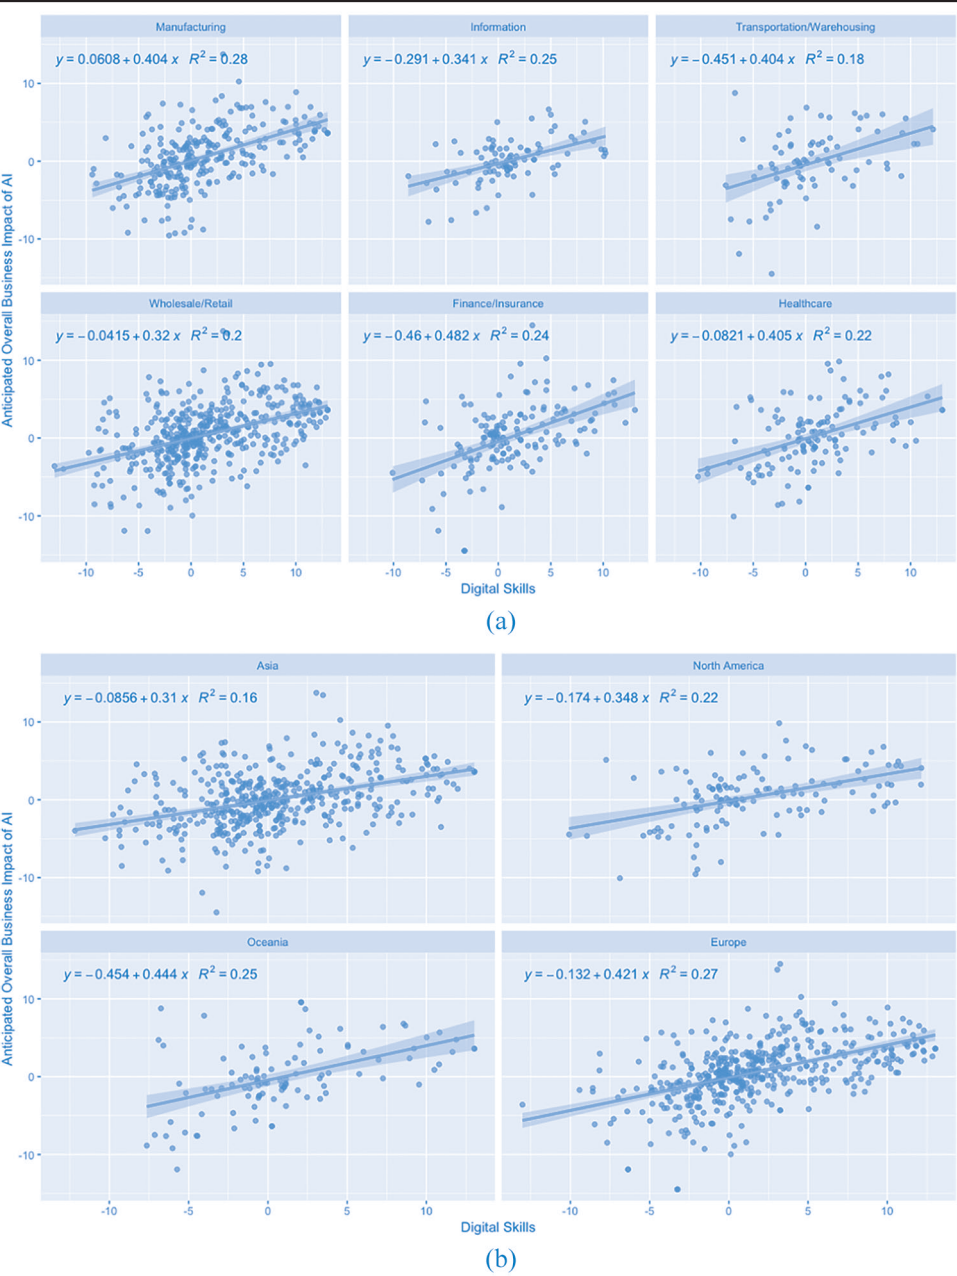 Manufacturing Information Transportation/Warehousing
y = 0.0608 + 0.404 x R² = 0.28 y = − 0.291 + 0.341 x R² = 0.25 y = − 0.451 + 0.404 x R² = 0.18
10
0
-10
Anticipated Overall Business Impact of AI
Wholesale/Retail Finance/Insurance Healthcare
y = − 0.0415 + 0.32 x R² = 0.2 y = − 0.46 + 0.482 x R² = 0.24 y = − 0.0821 + 0.405 x R² = 0.22
10
0
-10
-10 -5 0 5 10 -10 -5 0 5 10 -10 -5 0 5 10
Digital Skills
(a)
Asia North America
y = − 0.0856 + 0.31 x R² = 0.16 y = − 0.174 + 0.348 x R² = 0.22
10
0
-10
Anticipated Overall Business Impact of AI
Oceania Europe
y = − 0.454 + 0.444 x R² = 0.25 y = − 0.132 + 0.421 x R² = 0.27
10
0
-10
-10 -5 0 5 10 -10 -5 0 5 10
Digital Skills
(b)